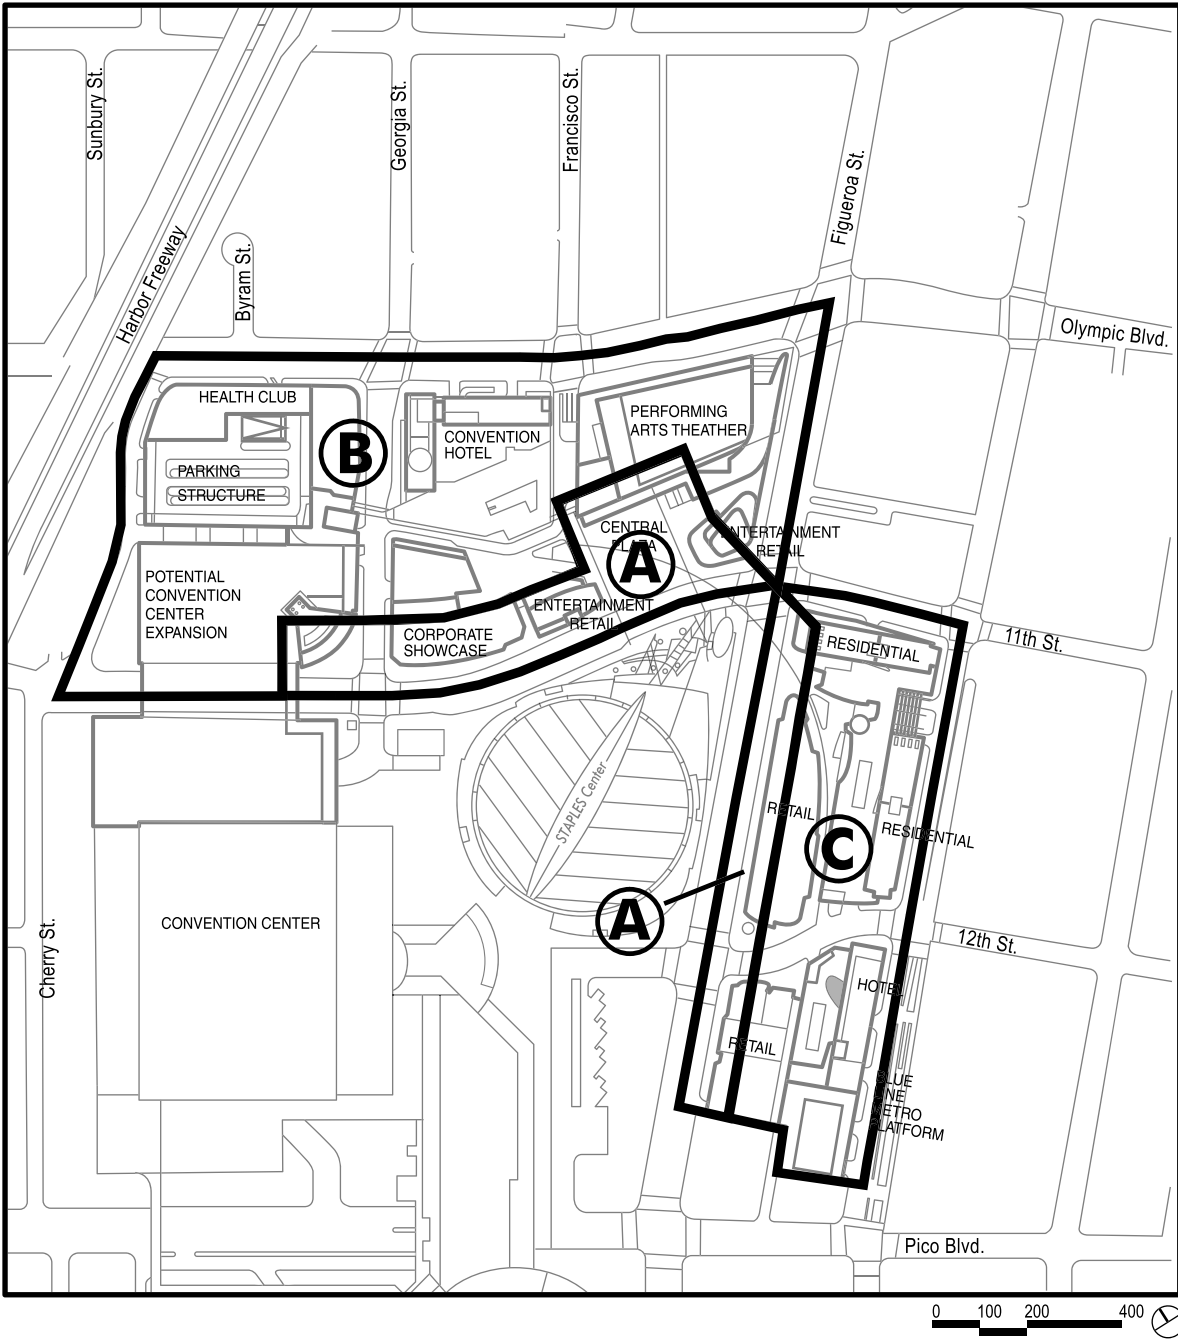 Sunbury St.
Georgia St.
Francisco St.
Figueroa St.
Harbor Freeway
Byram St.
Olympic Blvd.
HEALTH CLUB
B
CONVENTION
HOTEL
PERFORMING
ARTS THEATHER
PARKING
STRUCTURE
CENTRAL
PLAZA
A
ENTERTAINMENT
RETAIL
POTENTIAL
CONVENTION
CENTER
EXPANSION
ENTERTAINMENT
RETAIL
CORPORATE
SHOWCASE
11th St.
RESIDENTIAL
STAPLES Center
RETAIL
C
RESIDENTIAL
A
CONVENTION CENTER
Cherry St.
12th St.
HOTEL
RETAIL
BLUE
LINE
METRO
PLATFORM
Pico Blvd.
0 100 200 400